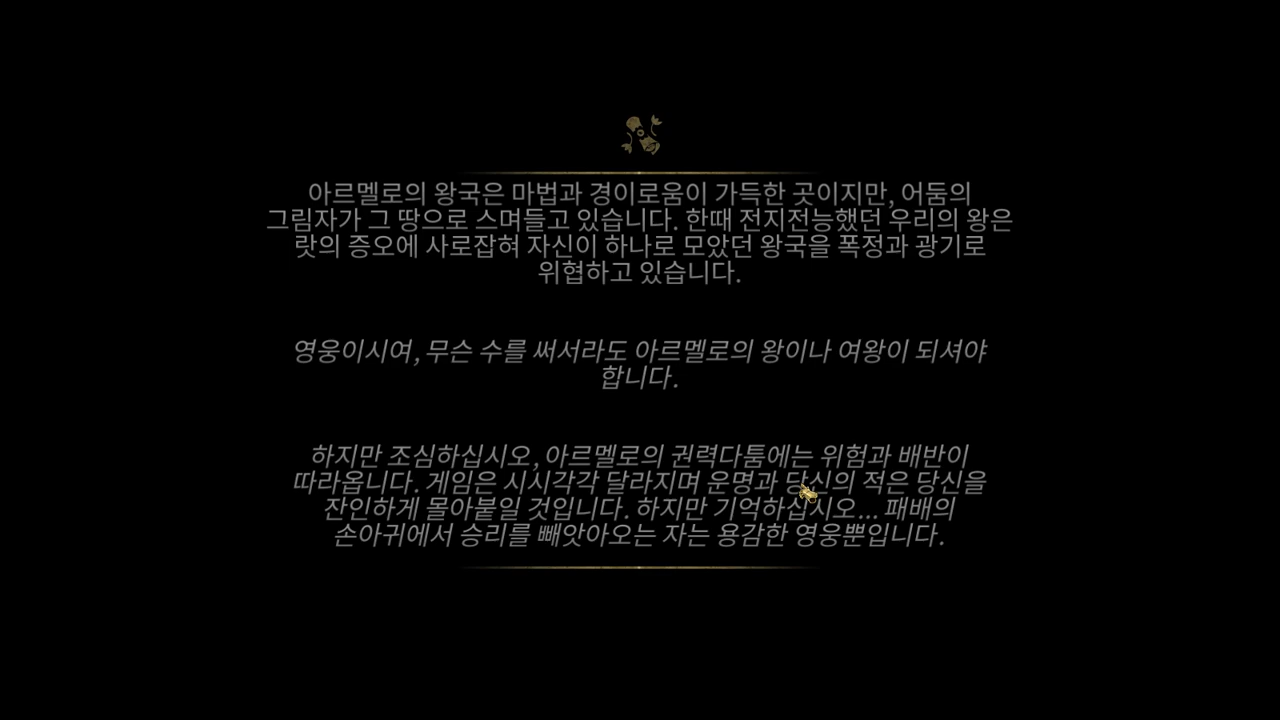 아르멜로의 왕국은 마법과 경이로움이 가득한 곳이지만, 어둠의
그림자가 그 땅으로 스며들고 있습니다. 한때 전지전능했던 우리의 왕은
랏의 증오에 사로잡혀 자신이 하나로 모았던 왕국을 폭정과 광기로
위협하고 있습니다.
영웅이시여, 무슨 수를 써서라도 아르멜로의 왕이나 여왕이 되셔야
합니다.
하지만 조심하십시오, 아르멜로의 권력다툼에는 위험과 배반이
따라옵니다. 게임은 시시각각 달라지며 운명과 당신의 적은 당신을
잔인하게 몰아붙일 것입니다. 하지만 기억하십시오... 패배의
손아귀에서 승리를 빼앗아오는 자는 용감한 영웅뿐입니다.